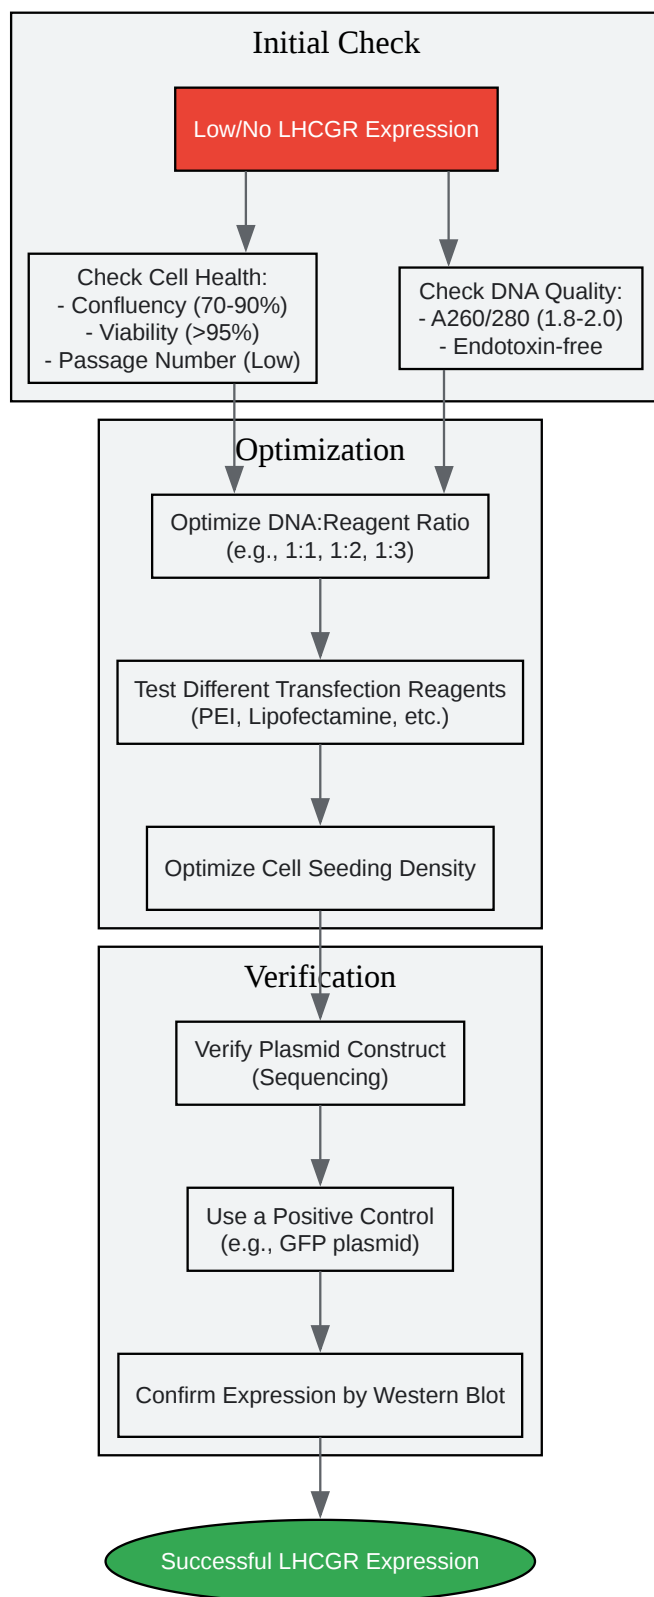 Initial Check
Low/No LHCGR Expression
Check Cell Health:
- Confluency (70-90%)
- Viability (>95%)
- Passage Number (Low)
Check DNA Quality:
- A260/280 (1.8-2.0)
- Endotoxin-free
Optimization
Optimize DNA:Reagent Ratio
(e.g., 1:1, 1:2, 1:3)
Test Different Transfection Reagents
(PEI, Lipofectamine, etc.)
Optimize Cell Seeding Density
Verification
Verify Plasmid Construct
(Sequencing)
Use a Positive Control
(e.g., GFP plasmid)
Confirm Expression by Western Blot
Successful LHCGR Expression